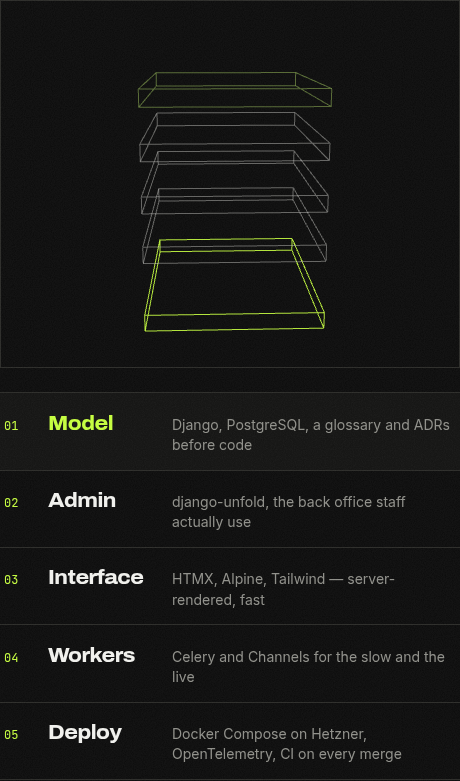 01
Model
Django, PostgreSQL, a glossary and ADRs
before code
02
Admin
django-unfold, the back office staff
actually use
03
Interface
HTMX, Alpine, Tailwind — server-
rendered, fast
04
Workers
Celery and Channels for the slow and the
live
05
Deploy
Docker Compose on Hetzner,
OpenTelemetry, CI on every merge